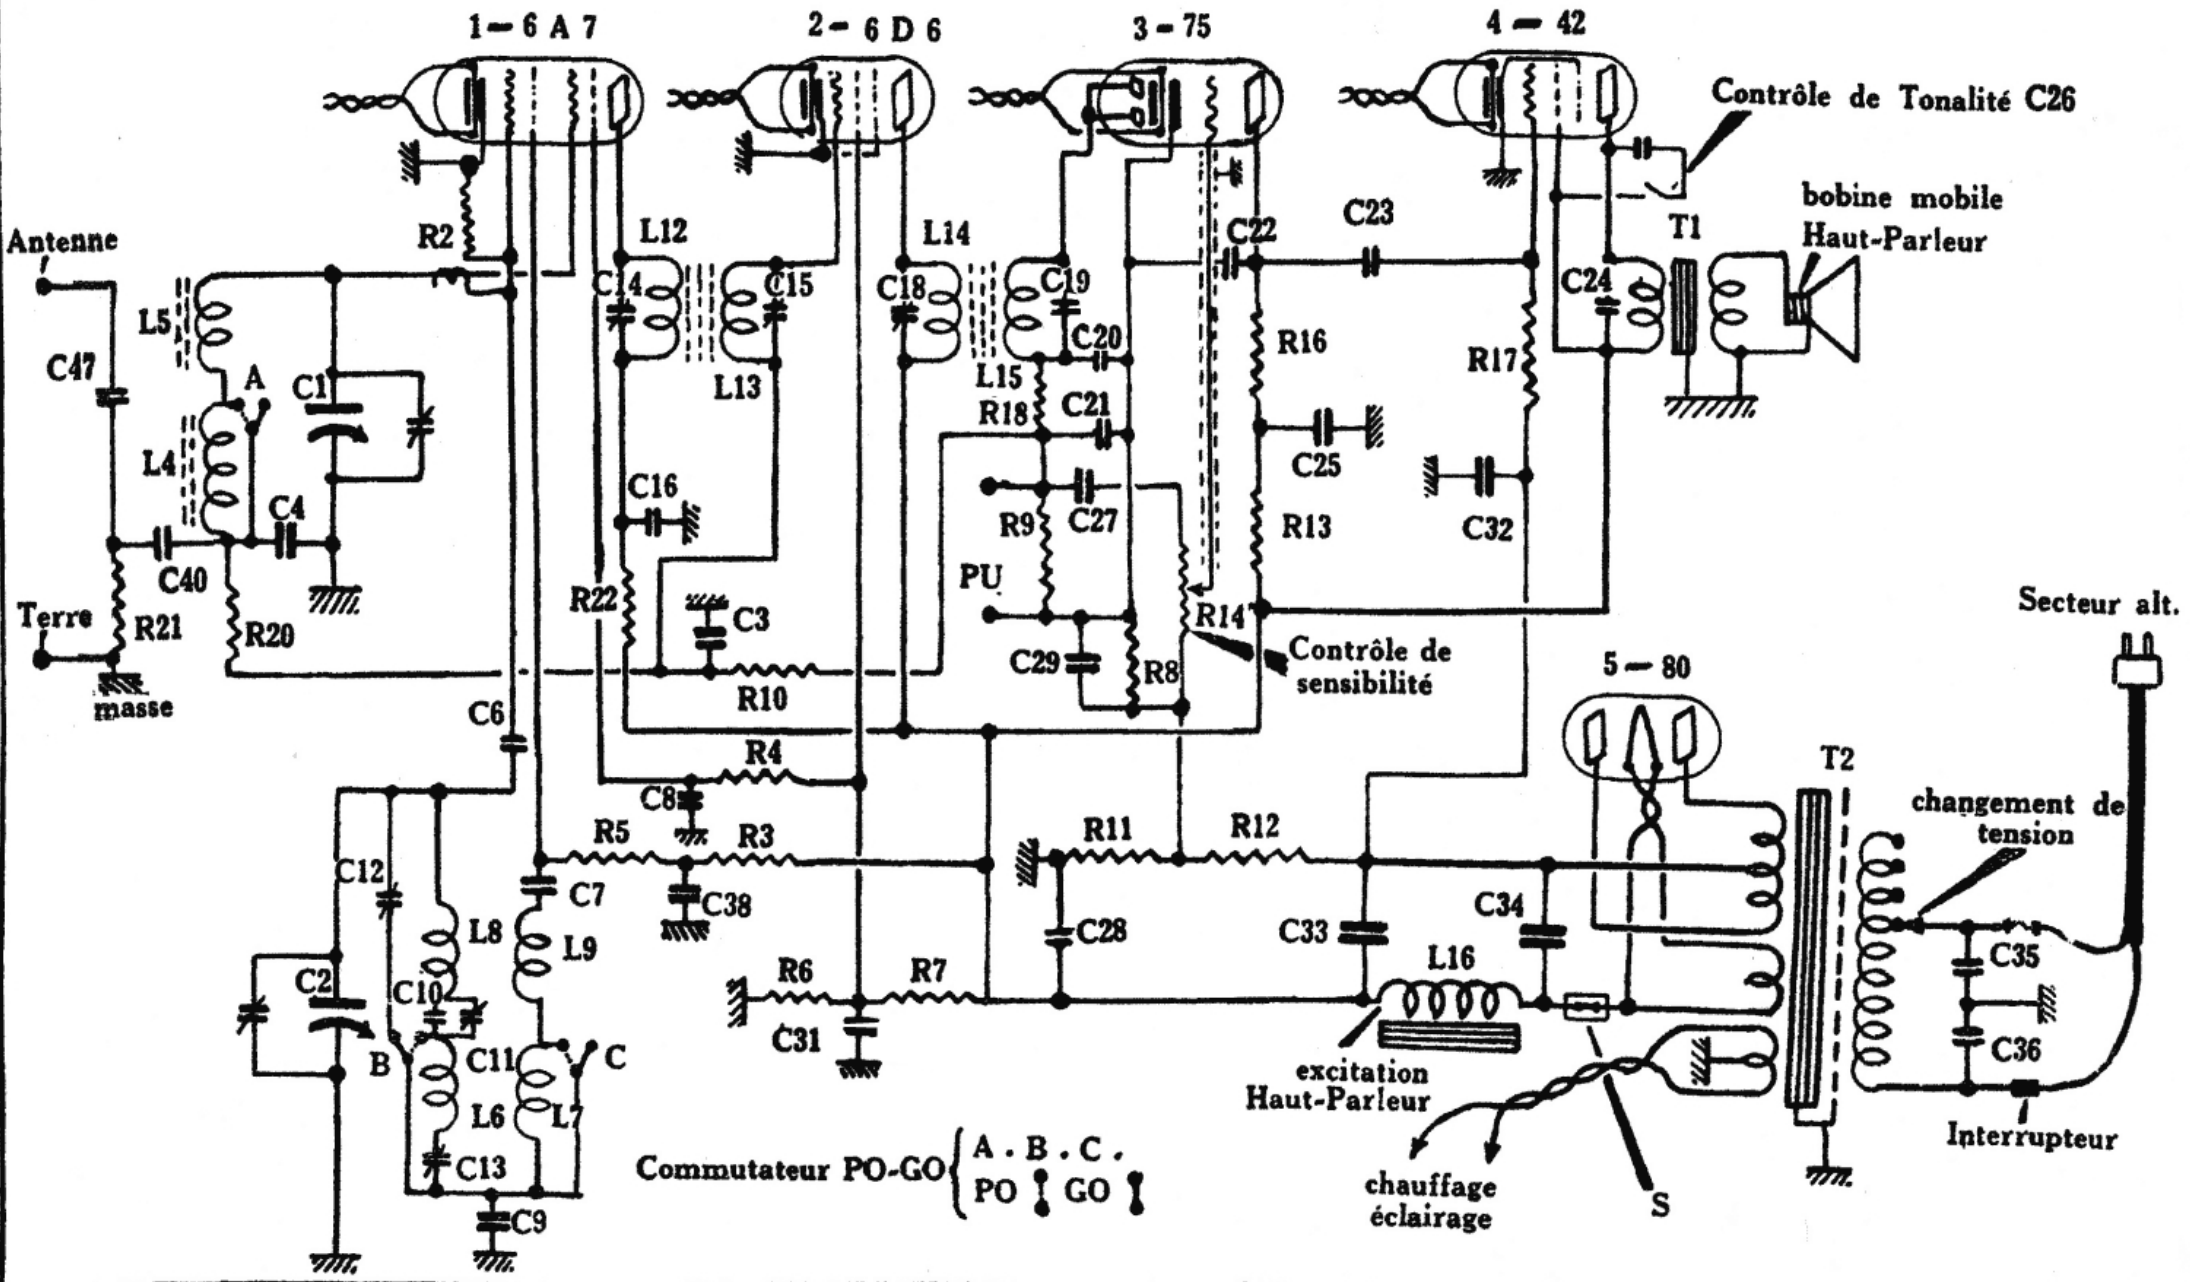 1 - 6 A 7
2 - 6 D 6
3 - 75
4 - 42
Contrôle de Tonalité C26
bobine mobile
Haut-Parleur
Antenne
R2
L12
L14
C22
C23
T1
L5
C14
C15
C18
C19
C24
C47
A
C1
L13
L15
C20
R16
R17
R18
C21
L4
C4
C16
C25
C27
R9
R13
C32
C40
R22
PU
Terre
R21
R20
C3
R14
Secteur alt.
masse
C29
R8
Contrôle de
sensibilité
5 - 80
R10
C6
R4
T2
C8
changement de
tension
R5
R3
R11
R12
C12
C7
C38
L8
L9
C28
C33
C34
C35
C2
C10
R6
R7
L16
C31
C36
B
C11
C
L6
L7
excitation
Haut-Parleur
Interrupteur
C13
Commutateur PO-GO
A . B . C .
PO GO
chauffage
éclairage
S
C9